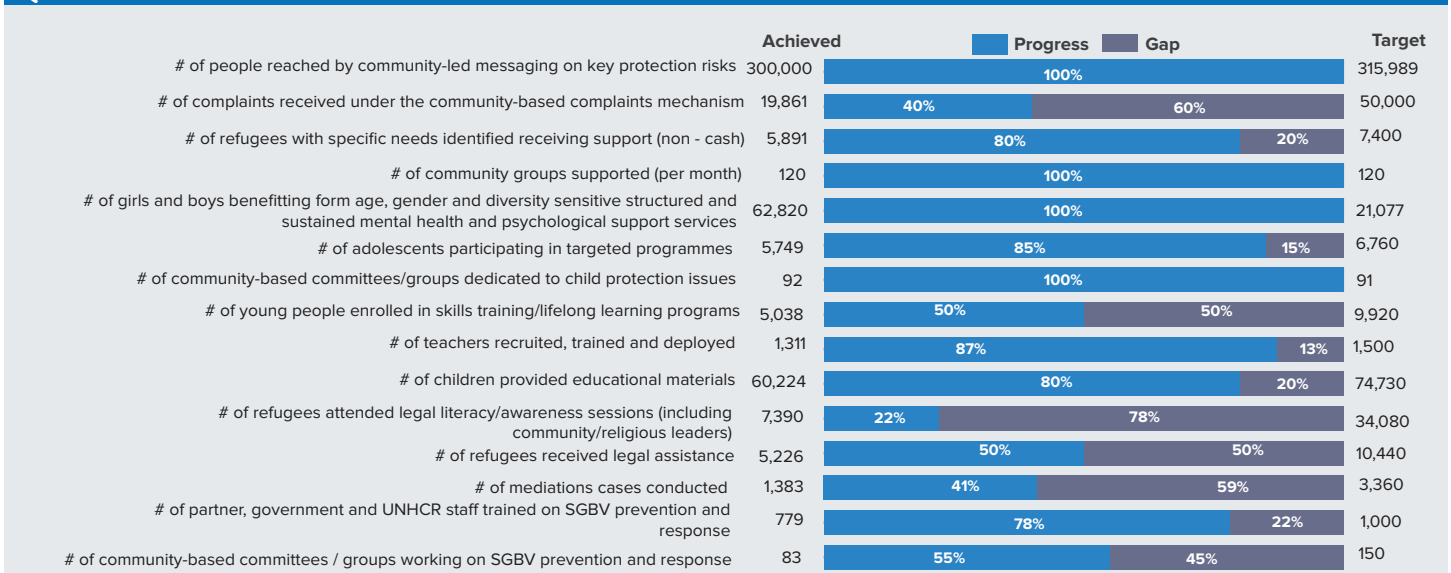 Achieved Progress Gap Target
# of people reached by community-led messaging on key protection risks 300,000 100% 315,989
# of complaints received under the community-based complaints mechanism 19,861 40% 60% 50,000
# of refugees with specific needs identified receiving support (non - cash) 5,891 80% 20% 7,400
# of community groups supported (per month) 120 100% 120
# of girls and boys benefitting form age, gender and diversity sensitive structured and
sustained mental health and psychological support services 62,820 100% 21,077
# of adolescents participating in targeted programmes 5,749 85% 15% 6,760
# of community-based committees/groups dedicated to child protection issues 92 100% 91
# of young people enrolled in skills training/lifelong learning programs 5,038 50% 50% 9,920
# of teachers recruited, trained and deployed 1,311 87% 13% 1,500
# of children provided educational materials 60,224 80% 20% 74,730
# of refugees attended legal literacy/awareness sessions (including
community/religious leaders) 7,390 22% 78% 34,080
# of refugees received legal assistance 5,226 50% 50% 10,440
# of mediations cases conducted 1,383 41% 59% 3,360
# of partner, government and UNHCR staff trained on SGBV prevention and
response 779 78% 22% 1,000
# of community-based committees / groups working on SGBV prevention and response 83 55% 45% 150